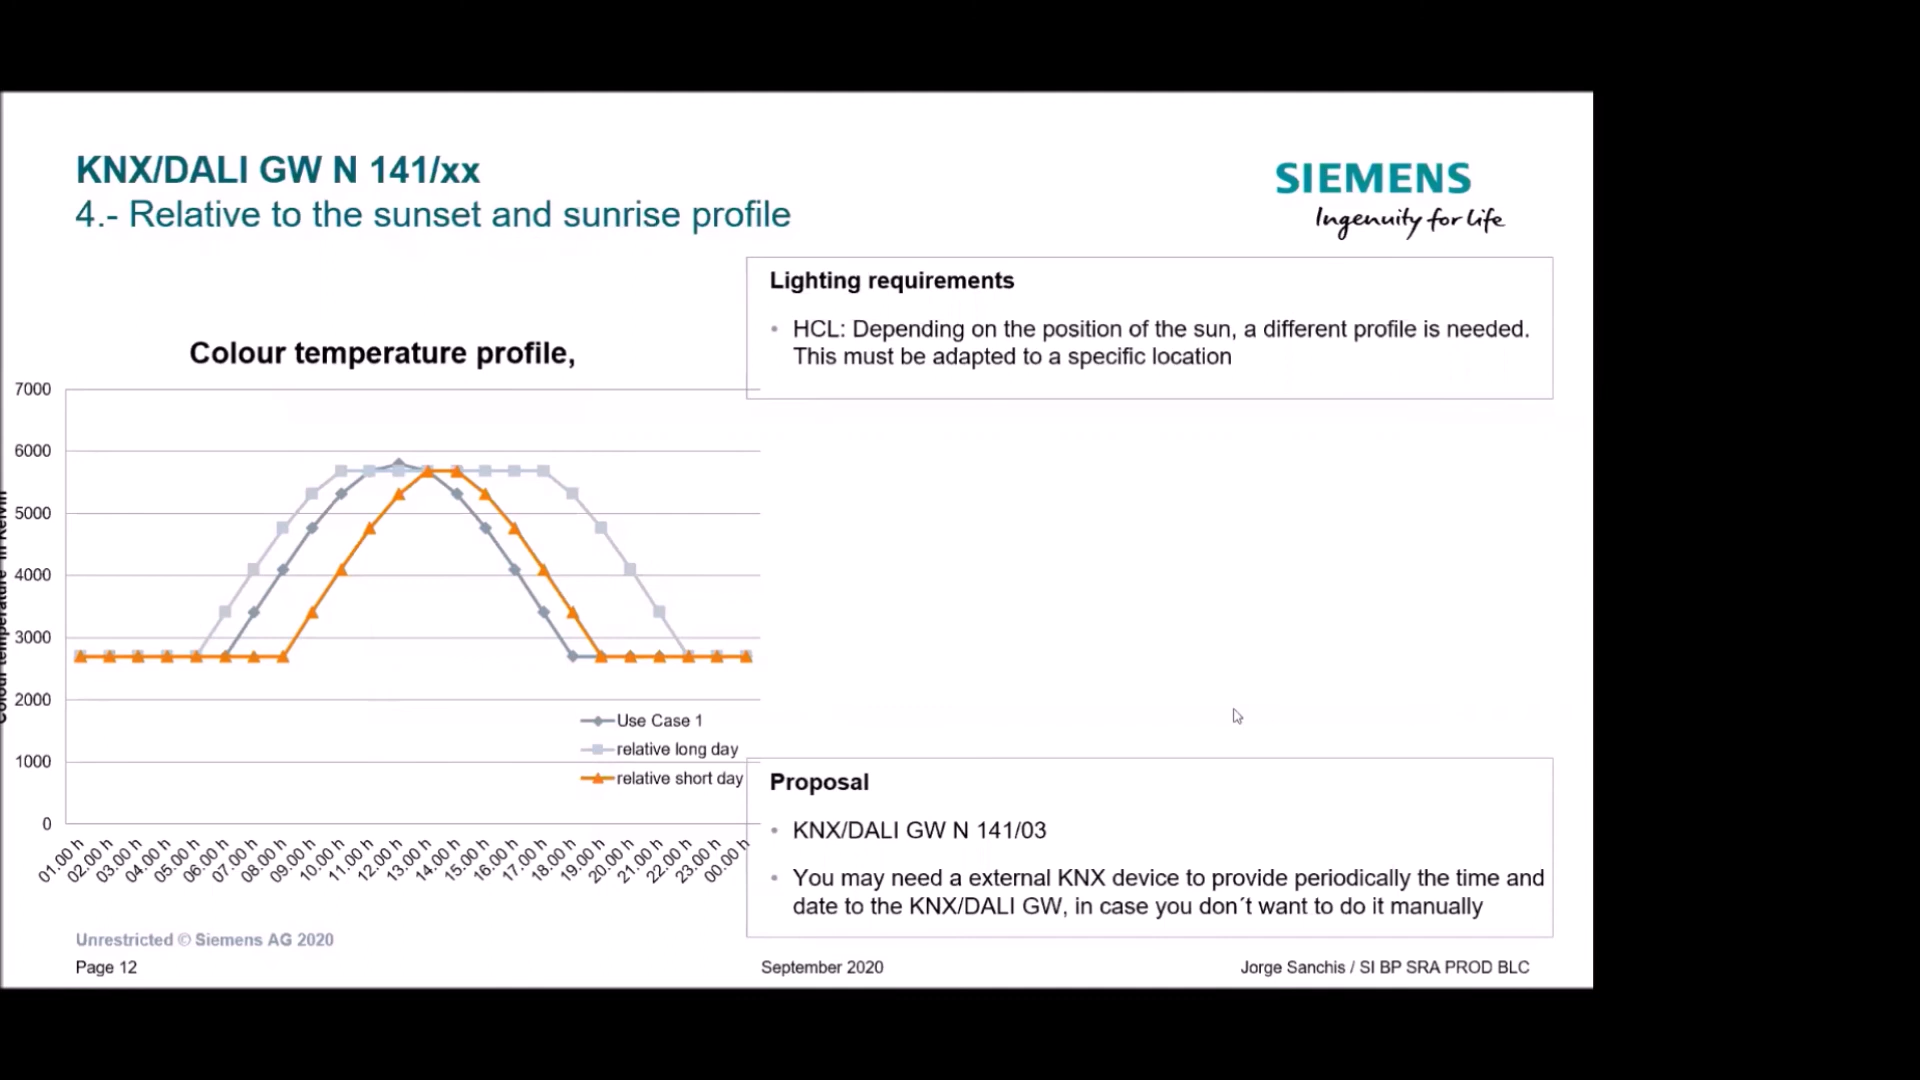 KNX/DALI GW N 141/xx
4.- Relative to the sunset and sunrise profile
SIEMENS
Ingenuity for life
Lighting requirements
• HCL: Depending on the position of the sun, a different profile is needed.
This must be adapted to a specific location
Colour temperature profile,
Colour temperature in Kelvin
7000
6000
5000
4000
3000
2000
1000
0
Use Case 1
relative long day
relative short day
01.00 h
02.00 h
03.00 h
04.00 h
05.00 h
06.00 h
07.00 h
08.00 h
09.00 h
10.00 h
11.00 h
12.00 h
13.00 h
14.00 h
15.00 h
16.00 h
17.00 h
18.00 h
19.00 h
20.00 h
21.00 h
22.00 h
23.00 h
00.00 h
Proposal
• KNX/DALI GW N 141/03
• You may need a external KNX device to provide periodically the time and
date to the KNX/DALI GW, in case you don´t want to do it manually
Unrestricted © Siemens AG 2020
Page 12
September 2020
Jorge Sanchis / SI BP SRA PROD BLC